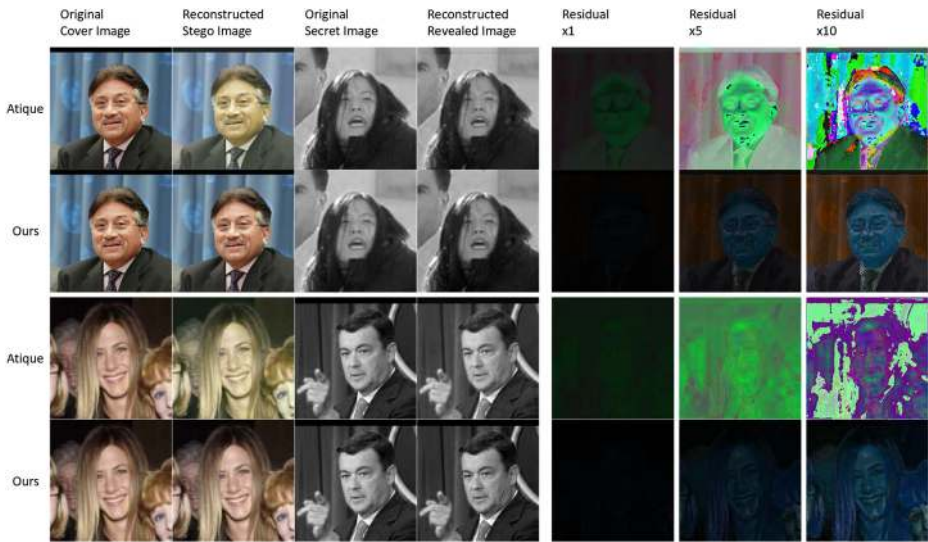 Original Cover Image
Reconstructed Stego Image
Original Secret Image
Reconstructed Revealed Image
Residual x1
Residual x5
Residual x10
Atique
Ours
Atique
Ours